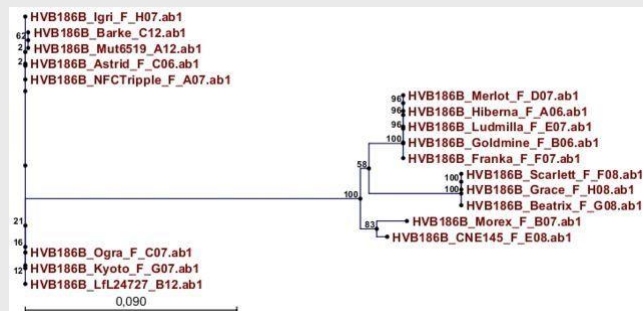 HVB186B_Igri_F_H07.ab1
62
HVB186B_Barke_C12.ab1
2
HVB186B_Mut6519_A12.ab1
2
HVB186B_Astrid_C06.ab1
HVB186B_NFCTripple_F_A07.ab1
96
HVB186B_Merlot_F_D07.ab1
96
HVB186B_Hiberna_F_A06.ab1
96
HVB186B_Ludmilla_F_E07.ab1
100
HVB186B_Goldmine_F_B06.ab1
HVB186B_Franka_F_F07.ab1
58
100
HVB186B_Scarlett_F_F08.ab1
100
HVB186B_Grace_F_H08.ab1
100
HVB186B_Beatrix_F_G08.ab1
21
83
HVB186B_Morex_F_B07.ab1
HVB186B_CNE145_F_E08.ab1
16
HVB186B_Ogra_F_C07.ab1
12
HVB186B_Kyoto_F_G07.ab1
HVB186B_LfL24727_B12.ab1
0,090